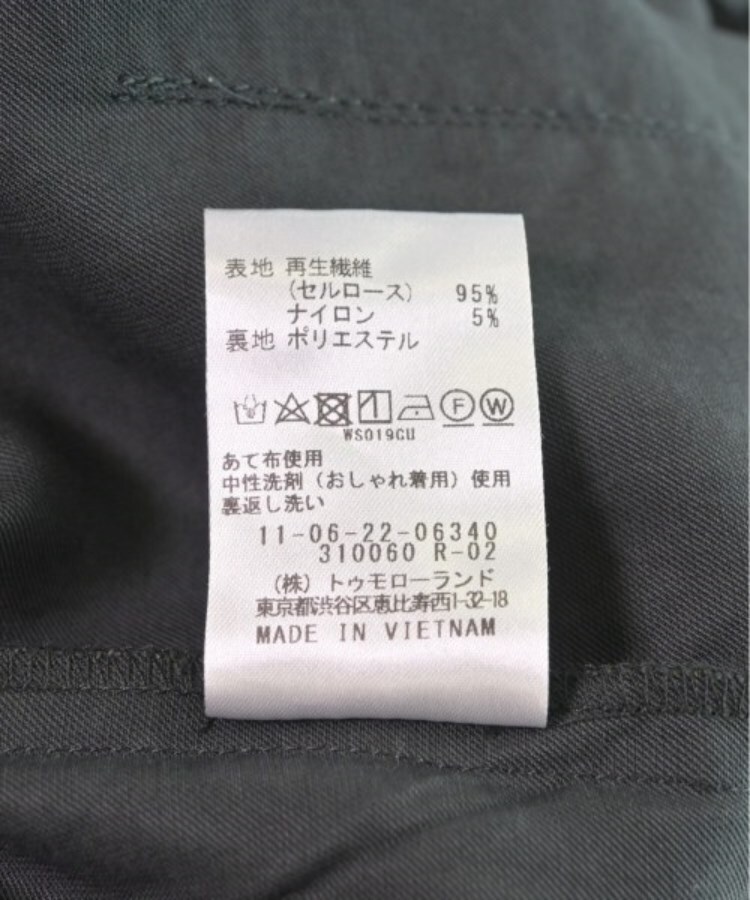 表地 再生繊維
(セルロース) 95%
ナイロン 5%
裏地 ポリエステル
F W
WS019CU
あて布使用
中性洗剤(おしゃれ着用)使用
裏返し洗い
11-06-22-06340
310060 R-02
(株)トゥモローランド
東京都渋谷区恵比寿西1-32-18
MADE IN VIETNAM